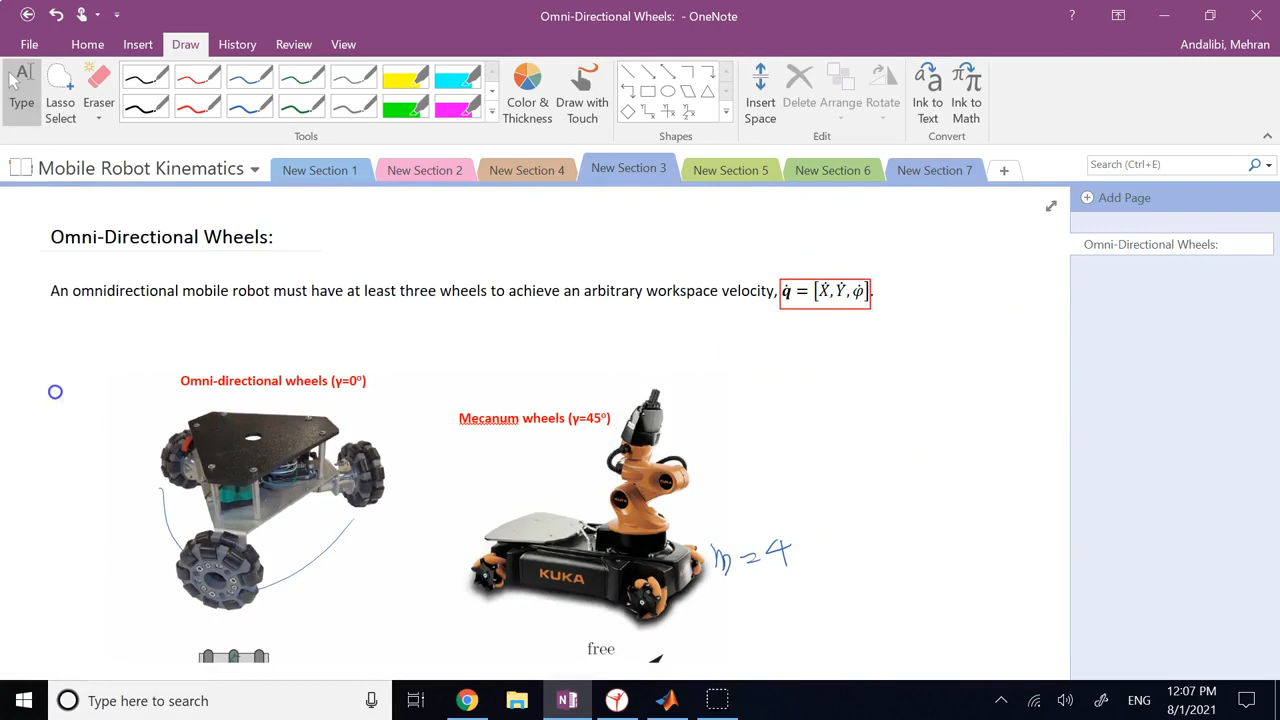 Omni-Directional Wheels: - OneNote
?
File
Home
Insert
Draw
History
Review
View
Andalibi, Mehran
Type
Lasso Select
Eraser
Color & Thickness
Draw with Touch
Insert Space
Delete
Arrange
Rotate
Ink to Text
Ink to Math
Tools
Shapes
Edit
Convert
Mobile Robot Kinematics
New Section 1
New Section 2
New Section 4
New Section 3
New Section 5
New Section 6
New Section 7
Search (Ctrl+E)
Add Page
Omni-Directional Wheels:
Omni-Directional Wheels:
An omnidirectional mobile robot must have at least three wheels to achieve an arbitrary workspace velocity, q̇ = [Ẋ, Ẏ, φ̇].
Omni-directional wheels (γ=0°)
Mecanum wheels (γ=45°)
KUKA
m = 4
free
Type here to search
ENG
12:07 PM
8/1/2021